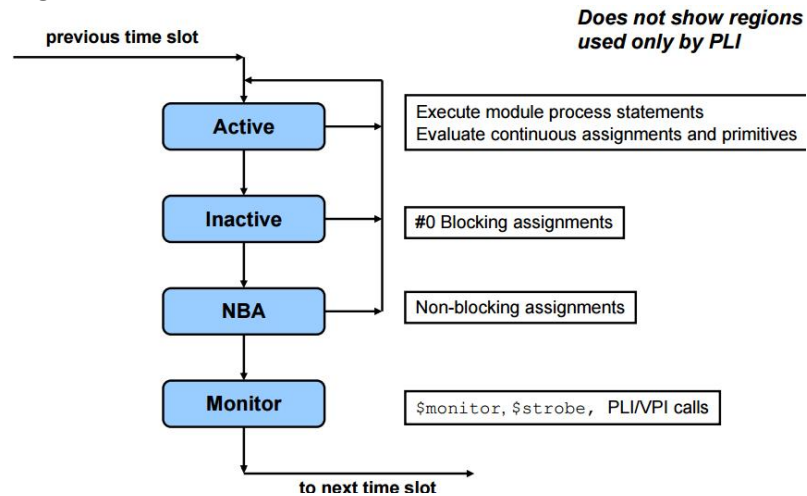 Does not show regions
used only by PLI
previous time slot
Active
Execute module process statements
Evaluate continuous assignments and primitives
Inactive
#0 Blocking assignments
NBA
Non-blocking assignments
Monitor
$monitor, $strobe, PLI/VPI calls
to next time slot